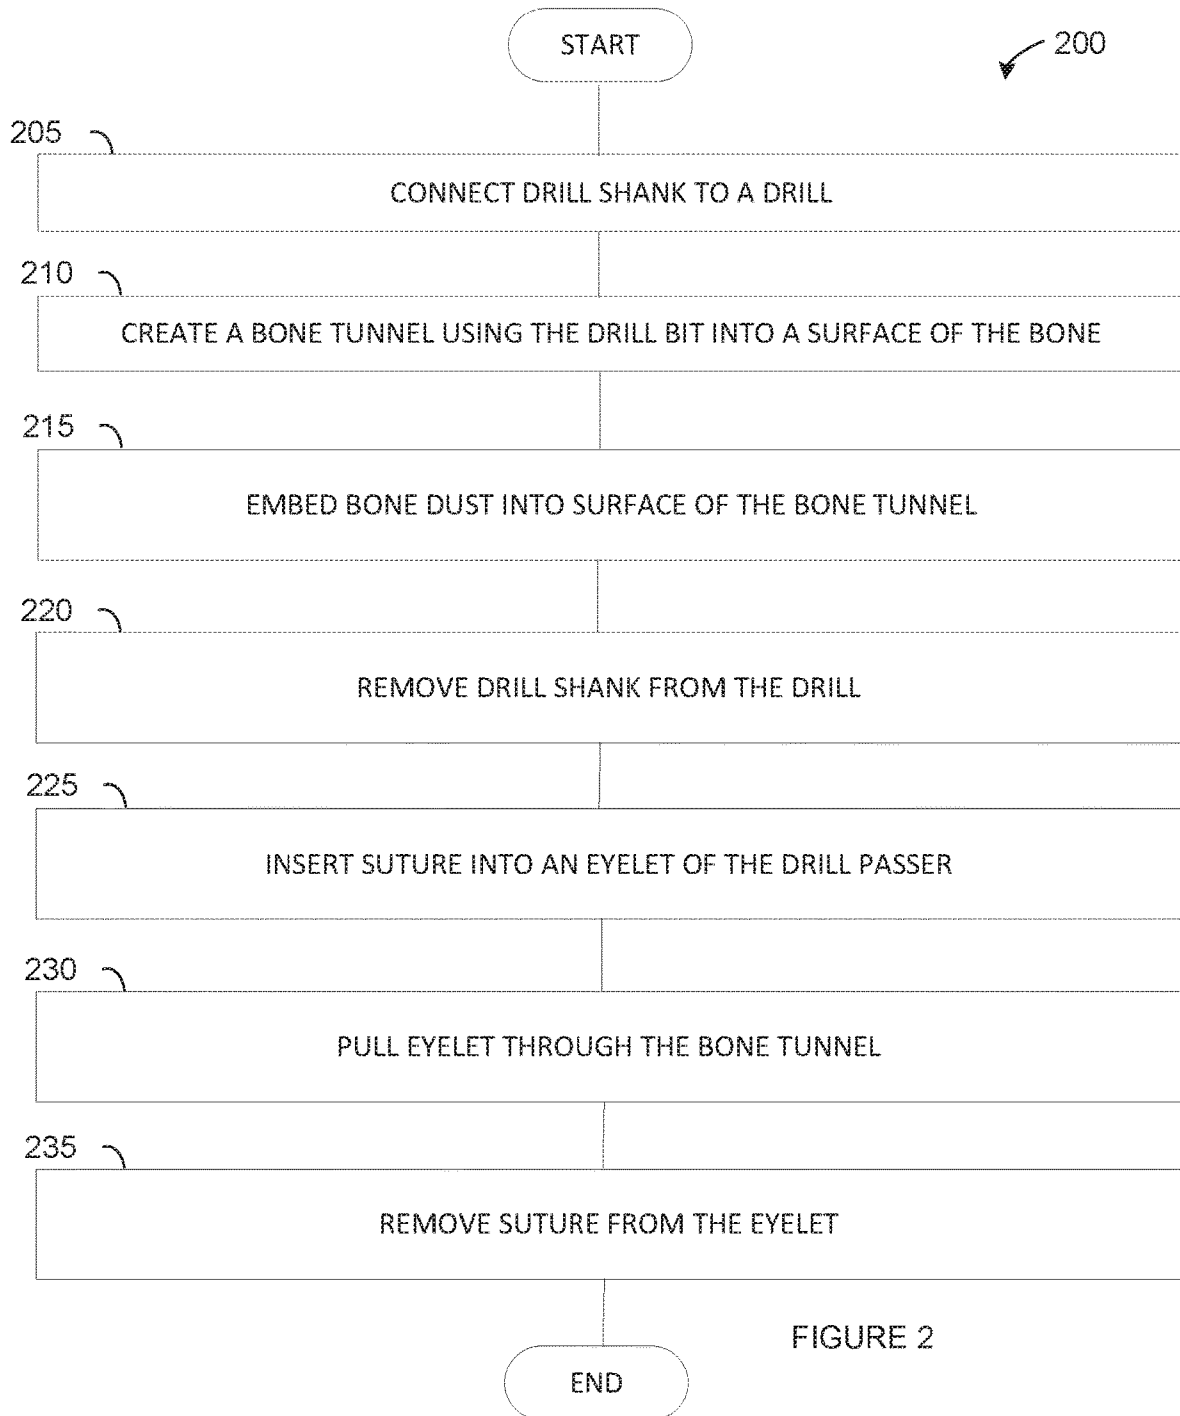 START
200
205
CONNECT DRILL SHANK TO A DRILL
210
CREATE A BONE TUNNEL USING THE DRILL BIT INTO A SURFACE OF THE BONE
215
EMBED BONE DUST INTO SURFACE OF THE BONE TUNNEL
220
REMOVE DRILL SHANK FROM THE DRILL
225
INSERT SUTURE INTO AN EYELET OF THE DRILL PASSER
230
PULL EYELET THROUGH THE BONE TUNNEL
235
REMOVE SUTURE FROM THE EYELET
FIGURE 2
END